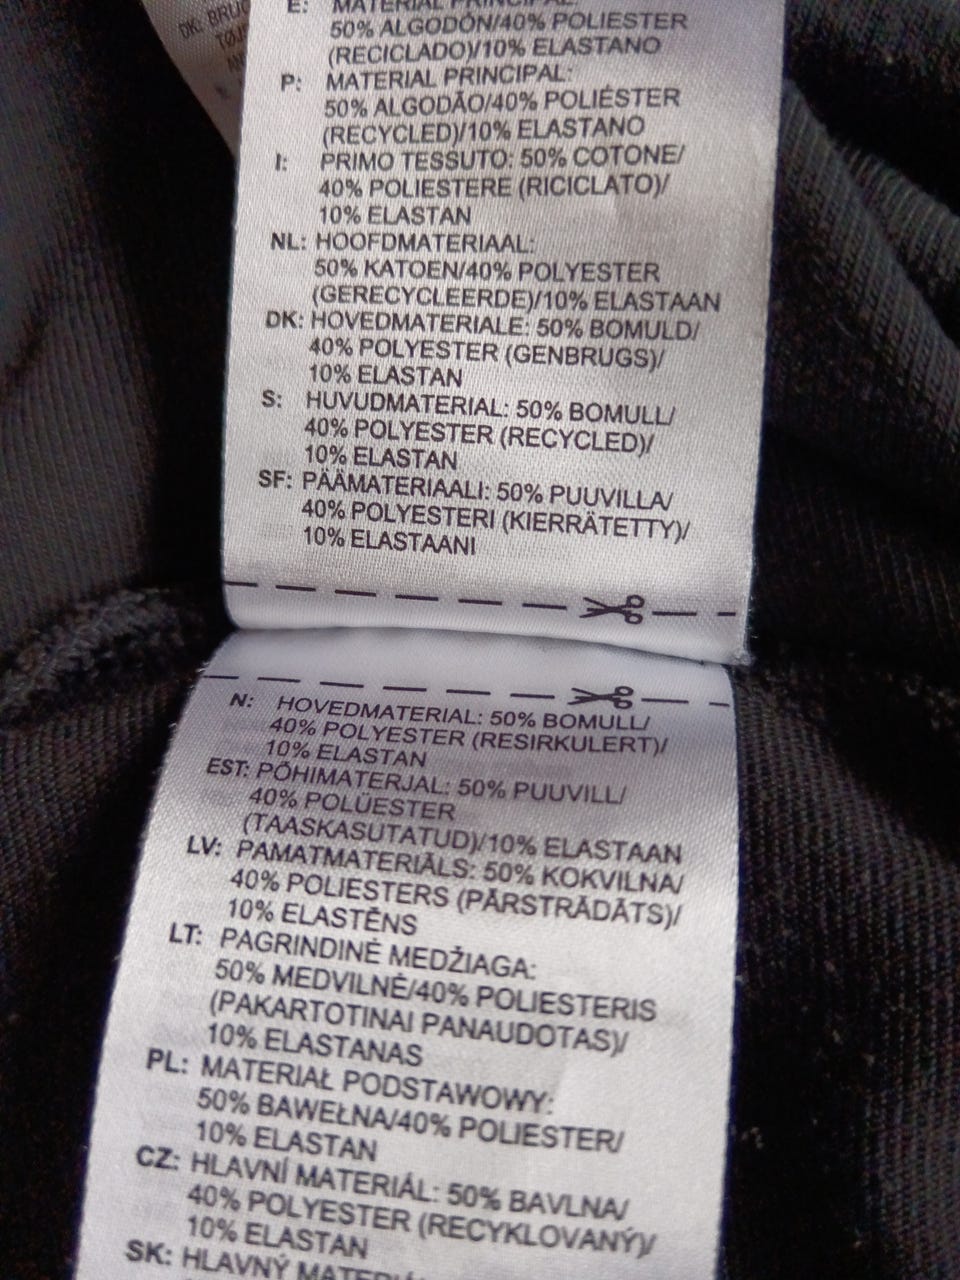 DK: BRUG
TØJ
E: MATERIAL PRINCIPAL:
50% ALGODÓN/40% POLIESTER
(RECICLADO)/10% ELASTANO
P: MATERIAL PRINCIPAL:
50% ALGODÃO/40% POLIÉSTER
(RECYCLED)/10% ELASTANO
I: PRIMO TESSUTO: 50% COTONE/
40% POLIESTERE (RICICLATO)/
10% ELASTAN
NL: HOOFDMATERIAAL:
50% KATOEN/40% POLYESTER
(GERECYCLEERDE)/10% ELASTAAN
DK: HOVEDMATERIALE: 50% BOMULD/
40% POLYESTER (GENBRUGS)/
10% ELASTAN
S: HUVUDMATERIAL: 50% BOMULL/
40% POLYESTER (RECYCLED)/
10% ELASTAN
SF: PÄÄMATERIAALI: 50% PUUVILLA/
40% POLYESTERI (KIERRÄTETTY)/
10% ELASTAANI
N: HOVEDMATERIAL: 50% BOMULL/
40% POLYESTER (RESIRKULERT)/
10% ELASTAN
EST: PÕHIMATERJAL: 50% PUUVILL/
40% POLÜESTER
(TAASKASUTATUD)/10% ELASTAAN
LV: PAMATMATERIĀLS: 50% KOKVILNA/
40% POLIESTERS (PĀRSTRĀDĀTS)/
10% ELASTĒNS
LT: PAGRINDINĖ MEDŽIAGA:
50% MEDVILNĖ/40% POLIESTERIS
(PAKARTOTINAI PANAUDOTAS)/
10% ELASTANAS
PL: MATERIAŁ PODSTAWOWY:
50% BAWEŁNA/40% POLIESTER/
10% ELASTAN
CZ: HLAVNÍ MATERIÁL: 50% BAVLNA/
40% POLYESTER (RECYKLOVANÝ)/
10% ELASTAN
SK: HLAVNÝ MATERIÁL: